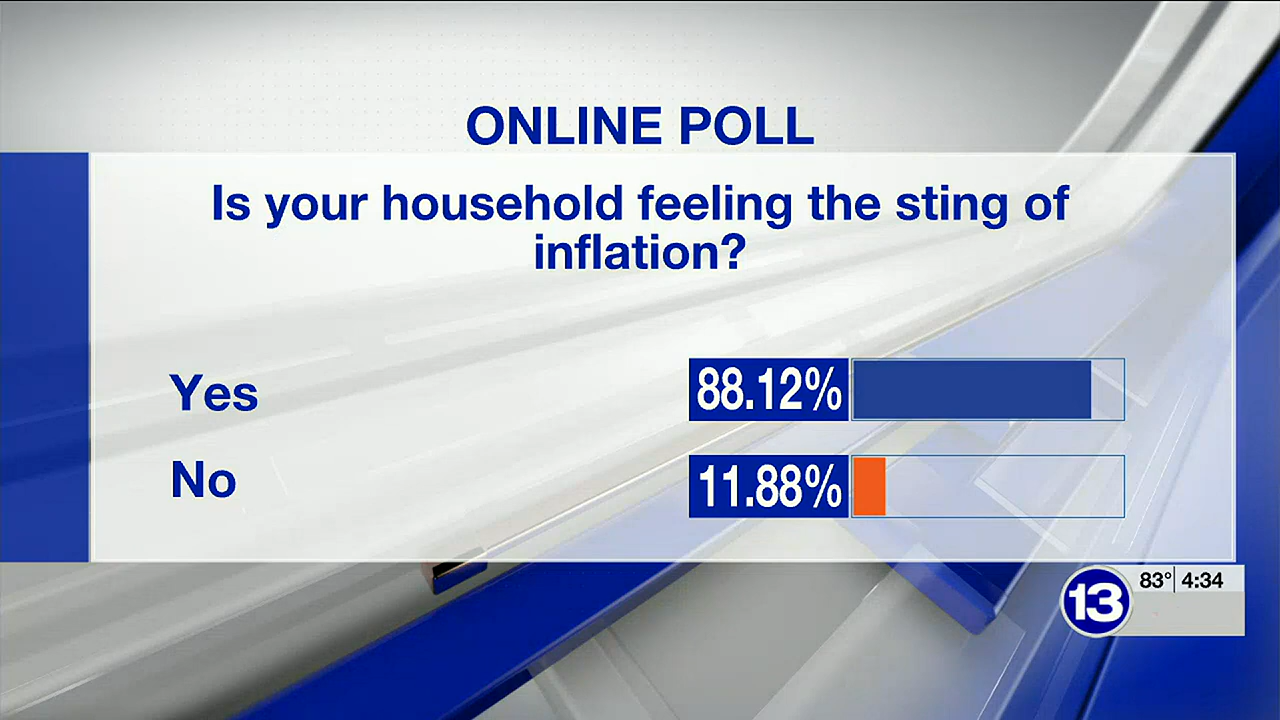 ONLINE POLL
Is your household feeling the sting of
inflation?
Yes 88.12%
No 11.88%
13 83° 4:34